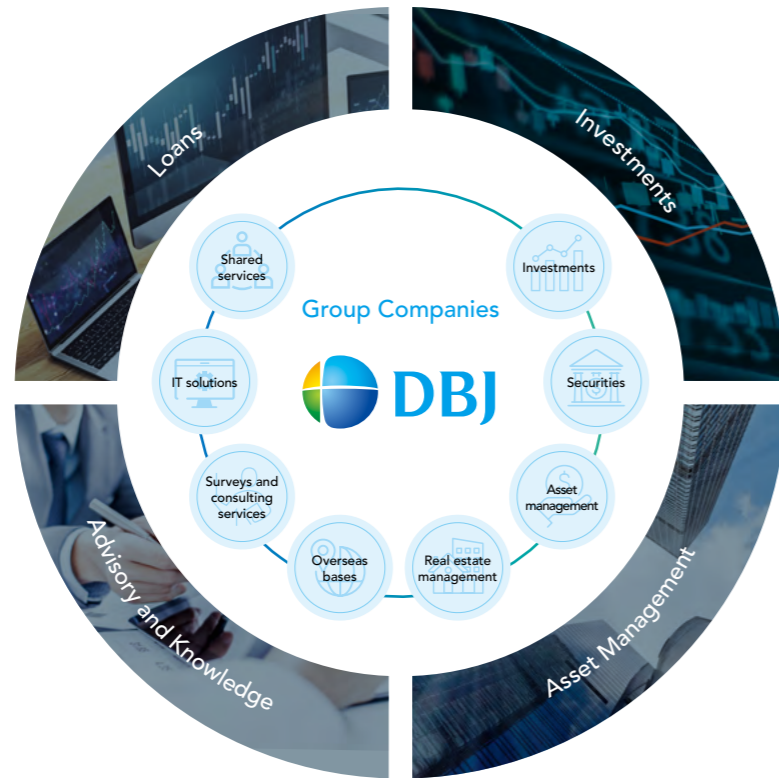 Loans
Investments
Shared
services
Investments
Group Companies
IT solutions
DBJ
Securities
Surveys and
consulting
services
Asset
management
Overseas
bases
Real estate
management
Advisory and Knowledge
Asset Management